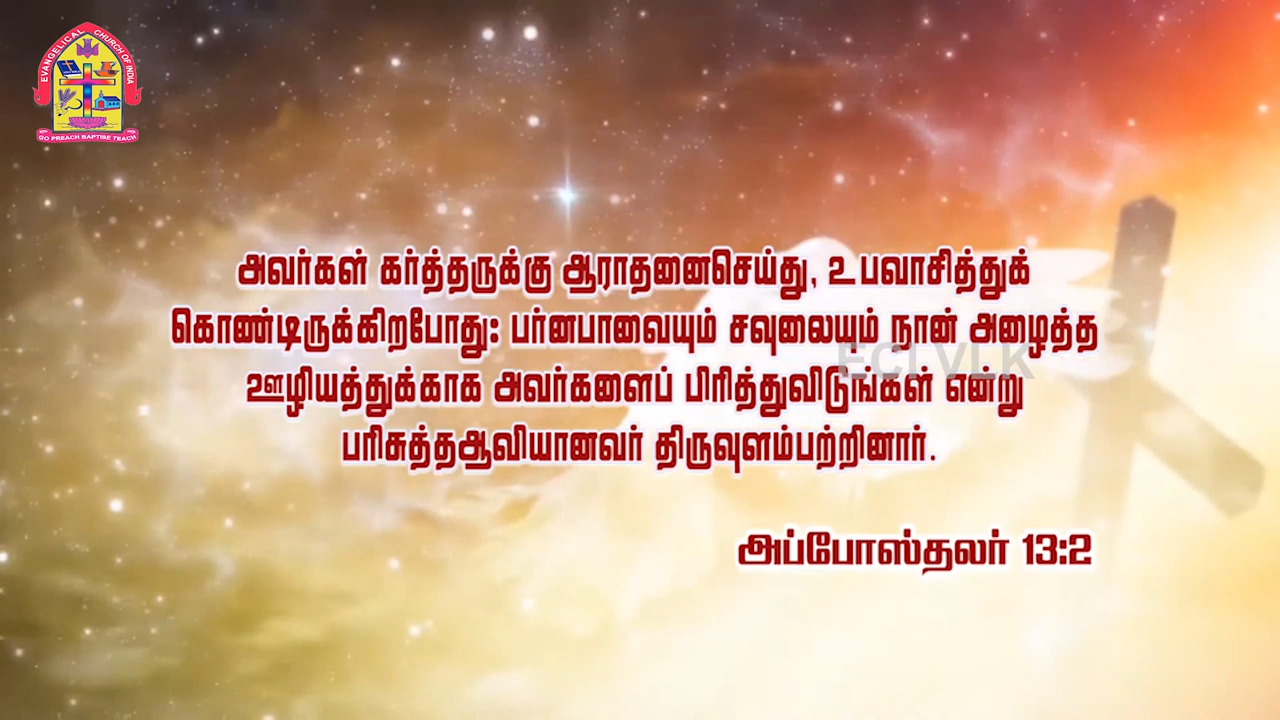 EVANGELICAL CHURCH OF INDIA
GO PREACH BAPTISE TEACH
அவர்கள் கர்த்தருக்கு ஆராதனைசெய்து, உபவாசித்துக்
கொண்டிருக்கிறபோது: பர்னபாவையும் சவுலையும் நான் அழைத்த
ECI VLK
ஊழியத்துக்காக அவர்களைப் பிரித்துவிடுங்கள் என்று
பரிசுத்தஆவியானவர் திருவுளம்பற்றினார்.
அப்போஸ்தலர் 13:2